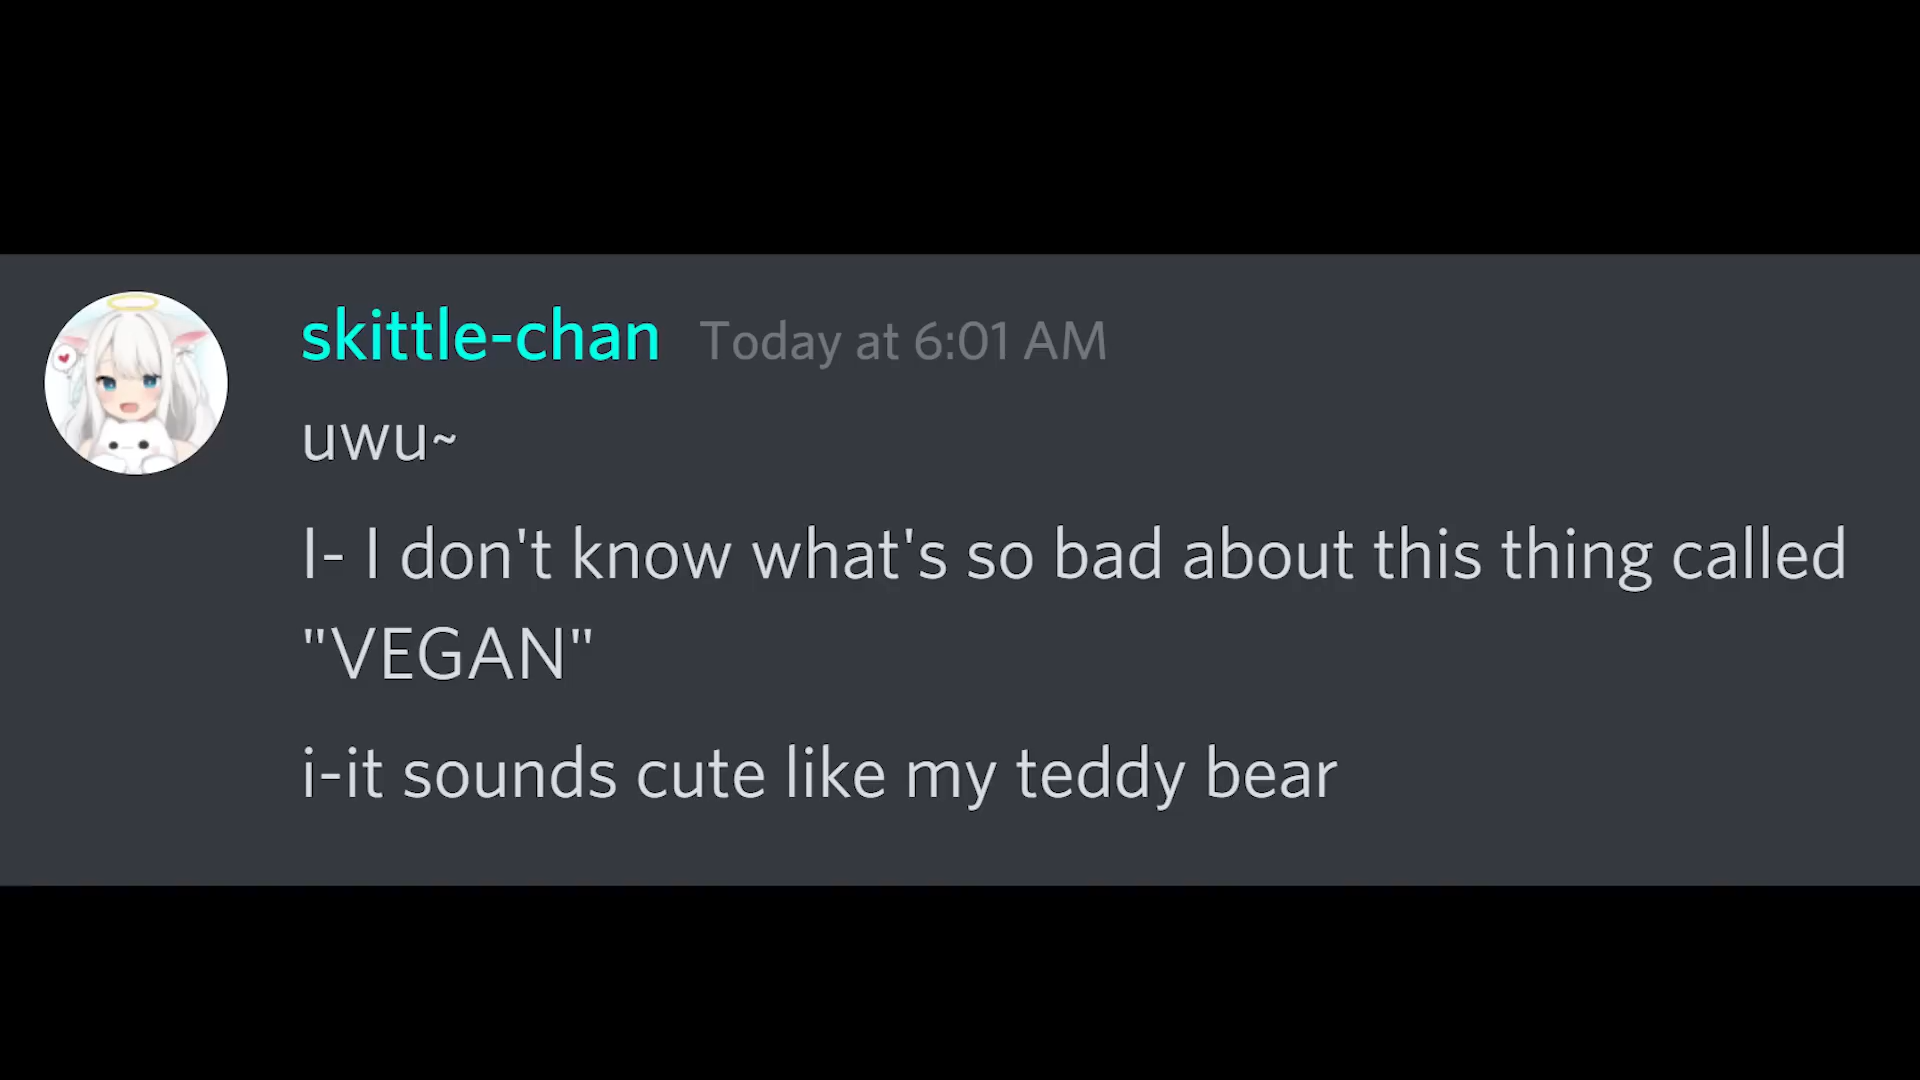 skittle-chan Today at 6:01 AM
uwu~
I- I don't know what's so bad about this thing called
"VEGAN"
i-it sounds cute like my teddy bear